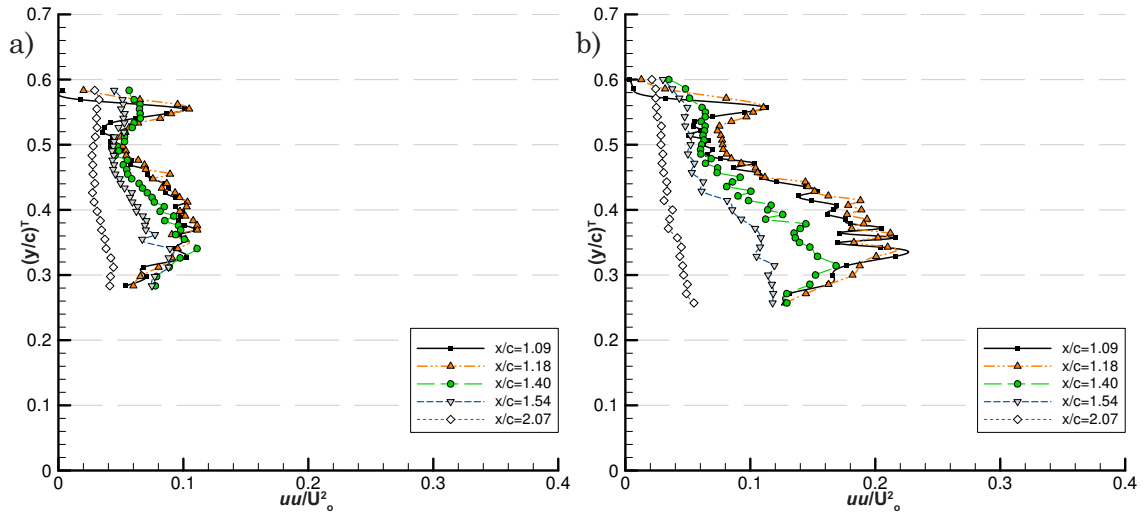 a)
0.7
0.6
0.5
0.4
0.3
0.2
0.1
0
(y/c)ᵀ
0 0.1 0.2 0.3 0.4
uu/U²ₒ
x/c=1.09
x/c=1.18
x/c=1.40
x/c=1.54
x/c=2.07
b)
0.7
0.6
0.5
0.4
0.3
0.2
0.1
0
(y/c)ᵀ
0 0.1 0.2 0.3 0.4
uu/U²ₒ
x/c=1.09
x/c=1.18
x/c=1.40
x/c=1.54
x/c=2.07